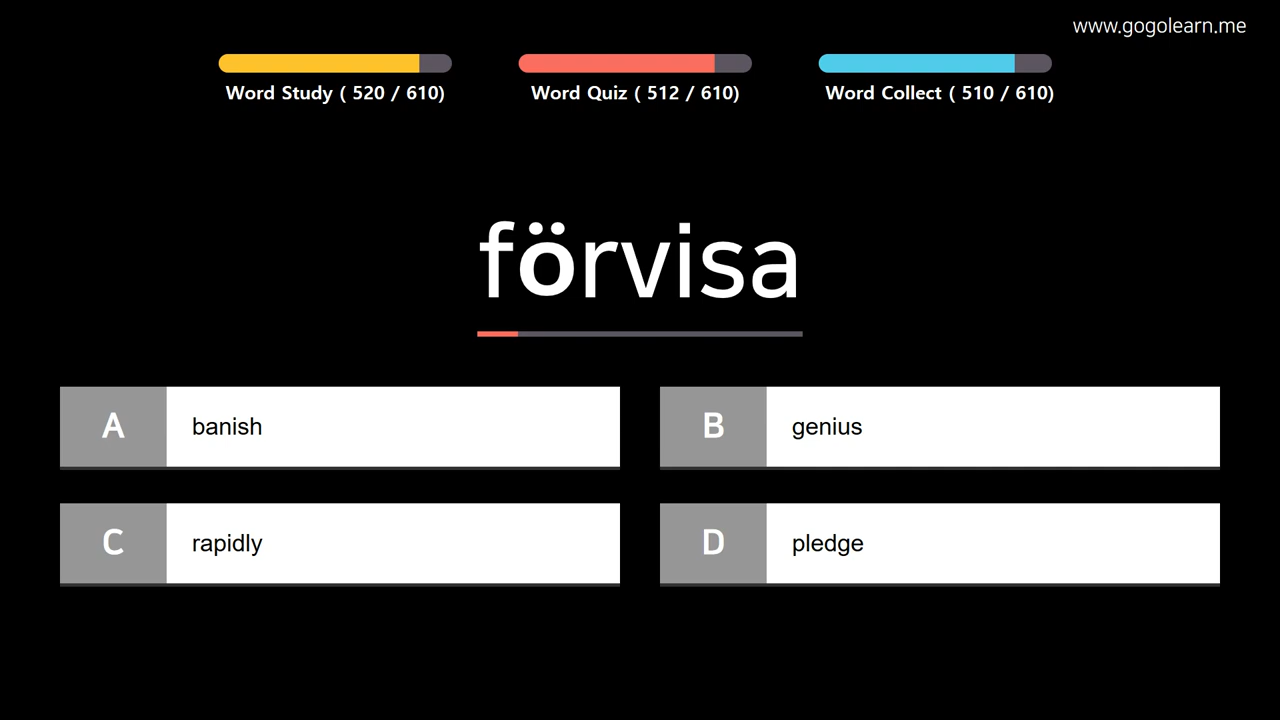 www.gogolearn.me
Word Study ( 520 / 610)
Word Quiz ( 512 / 610)
Word Collect ( 510 / 610)
förvisa
A banish
B genius
C rapidly
D pledge